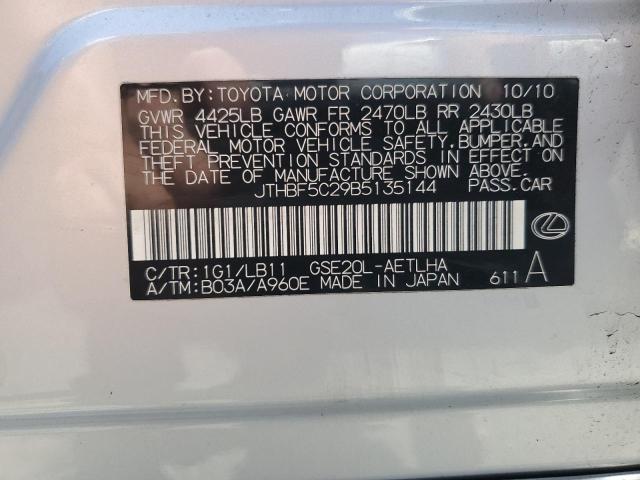 MFD. BY: TOYOTA MOTOR CORPORATION 10/10
GVWR 4425LB GAWR FR 2470LB RR 2430LB
THIS VEHICLE CONFORMS TO ALL APPLICABLE
FEDERAL MOTOR VEHICLE SAFETY, BUMPER, AND
THEFT PREVENTION STANDARDS IN EFFECT ON
THE DATE OF MANUFACTURE SHOWN ABOVE.
JTHBF5C29B5135144 PASS. CAR
C/TR: 1G1/LB11 GSE20L-AETLHA
A/TM: B03A/A960E MADE IN JAPAN 611 A